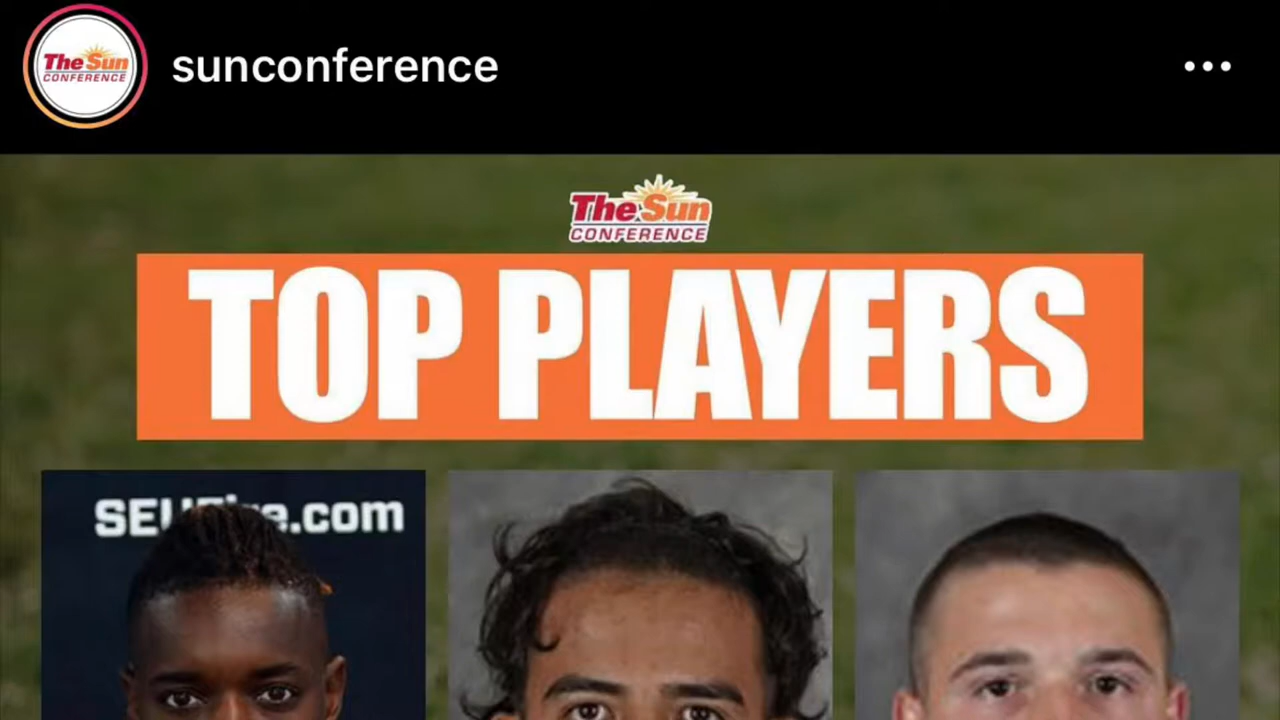 The Sun
CONFERENCE
sunconference
The Sun
CONFERENCE
TOP PLAYERS